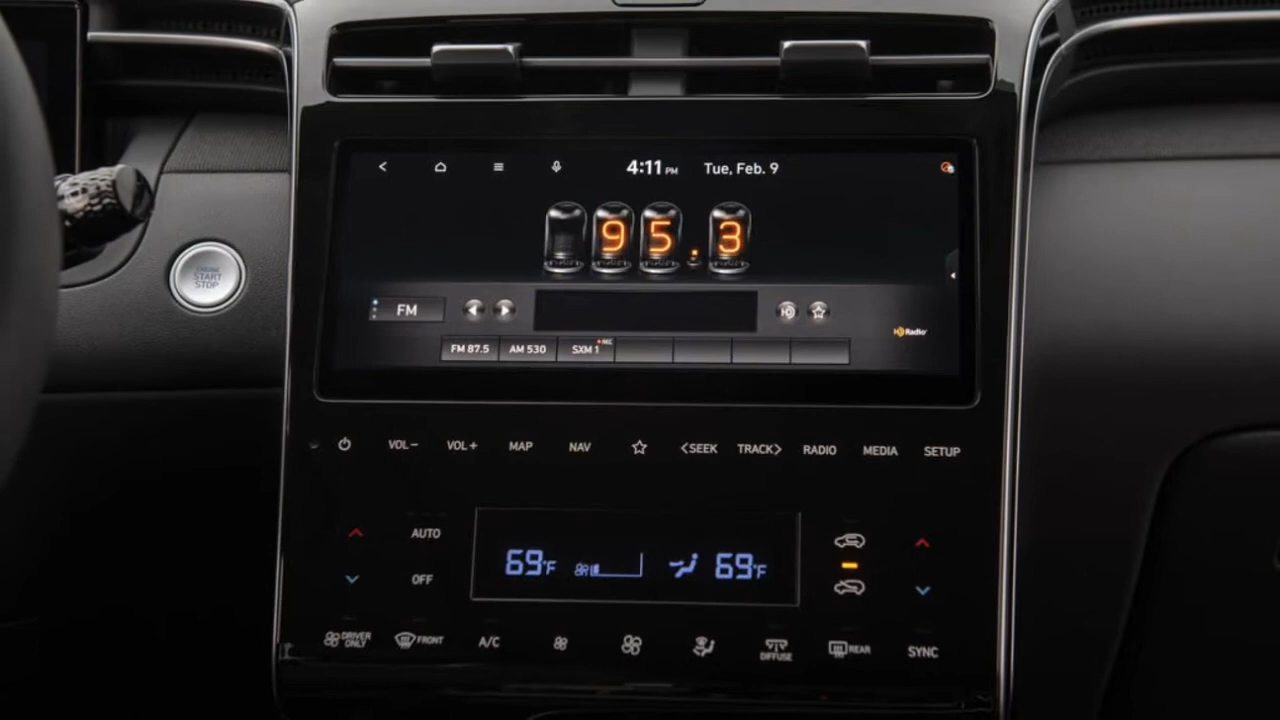 4:11 PM Tue, Feb. 9
95.3
ENGINE
START
STOP
FM
HD
HD Radio
FM 87.5 AM 530 SXM 1 REC
VOL- VOL+ MAP NAV <SEEK TRACK> RADIO MEDIA SETUP
AUTO
69°F 69°F
OFF
DRIVER
ONLY
FRONT
A/C
DIFFUSE
REAR
SYNC